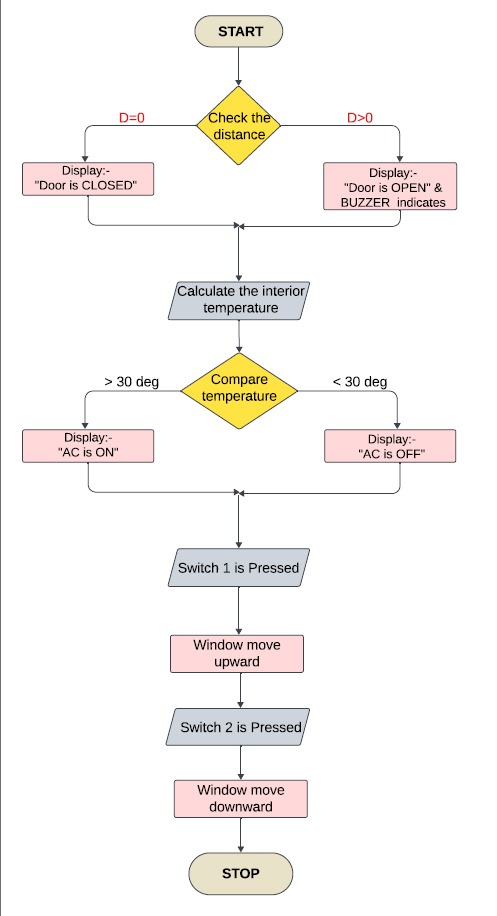 START
Check the
distance
D=0
D>0
Display:-
"Door is CLOSED"
Display:-
"Door is OPEN" &
BUZZER indicates
Calculate the interior
temperature
Compare
temperature
> 30 deg
< 30 deg
Display:-
"AC is ON"
Display:-
"AC is OFF"
Switch 1 is Pressed
Window move
upward
Switch 2 is Pressed
Window move
downward
STOP